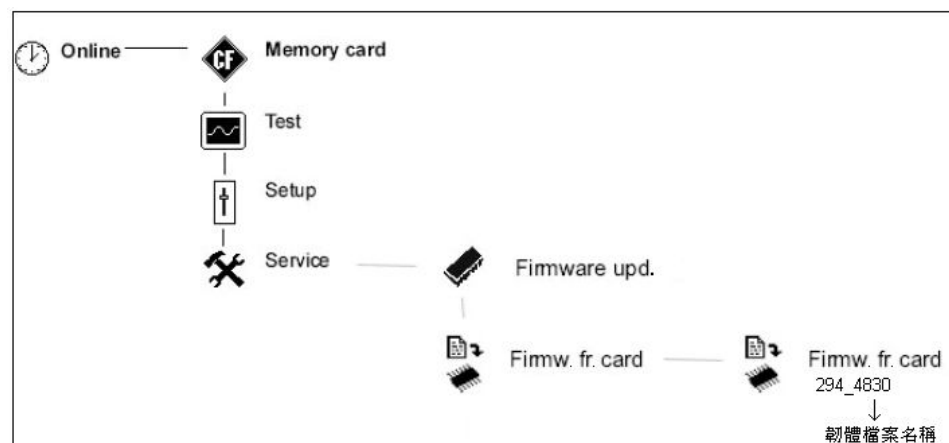 Online
CF
Memory card
Test
Setup
Service
Firmware upd.
Firmw. fr. card
Firmw. fr. card
294_4830
韌體檔案名稱